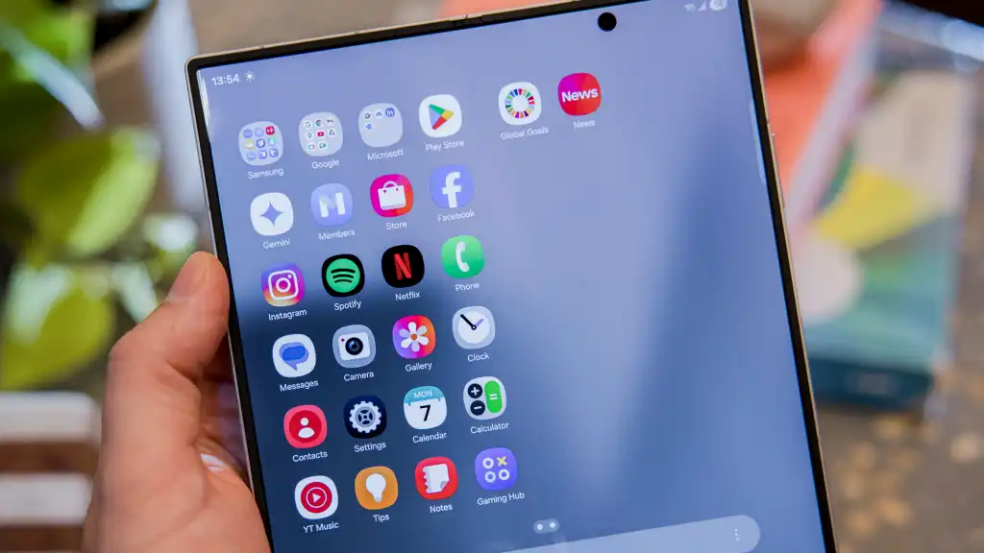 13:54
Samsung
Google
Microsoft
Play Store
Global Goals
News
News
Gemini
Members
Store
Facebook
Instagram
Spotify
Netflix
Phone
Messages
Camera
Gallery
Clock
Contacts
Settings
MON
7
Calendar
Calculator
YT Music
Tips
Notes
Gaming Hub